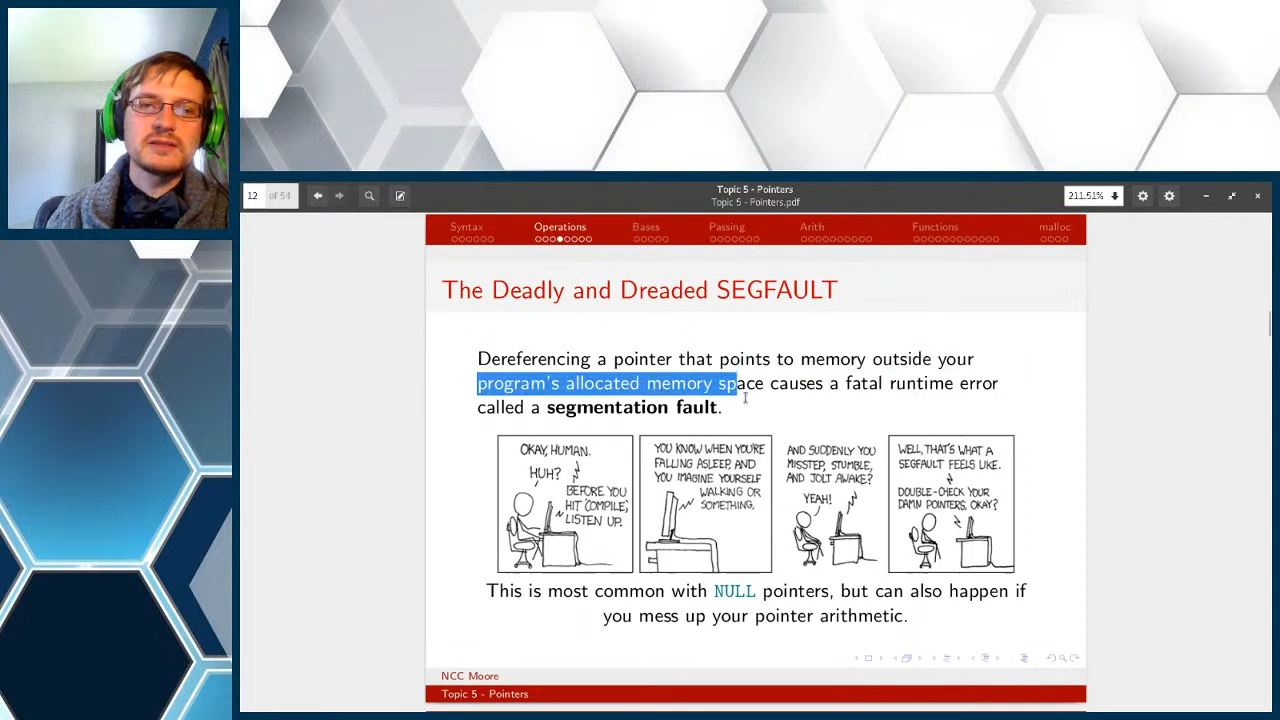 12 of 54
Topic 5 - Pointers
Topic 5 - Pointers.pdf
211.51%
Syntax Operations Bases Passing Arith Functions malloc
The Deadly and Dreaded SEGFAULT
Dereferencing a pointer that points to memory outside your
program's allocated memory space causes a fatal runtime error
called a segmentation fault.
OKAY, HUMAN.
HUH?
BEFORE YOU
HIT 'COMPILE,'
LISTEN UP.
YOU KNOW WHEN YOU'RE
FALLING ASLEEP, AND
YOU IMAGINE YOURSELF
WALKING OR
SOMETHING,
AND SUDDENLY YOU
MISSTEP, STUMBLE,
AND JOLT AWAKE?
YEAH!
WELL, THAT'S WHAT A
SEGFAULT FEELS LIKE.
DOUBLE-CHECK YOUR
DAMN POINTERS, OKAY?
This is most common with NULL pointers, but can also happen if
you mess up your pointer arithmetic.
NCC Moore
Topic 5 - Pointers